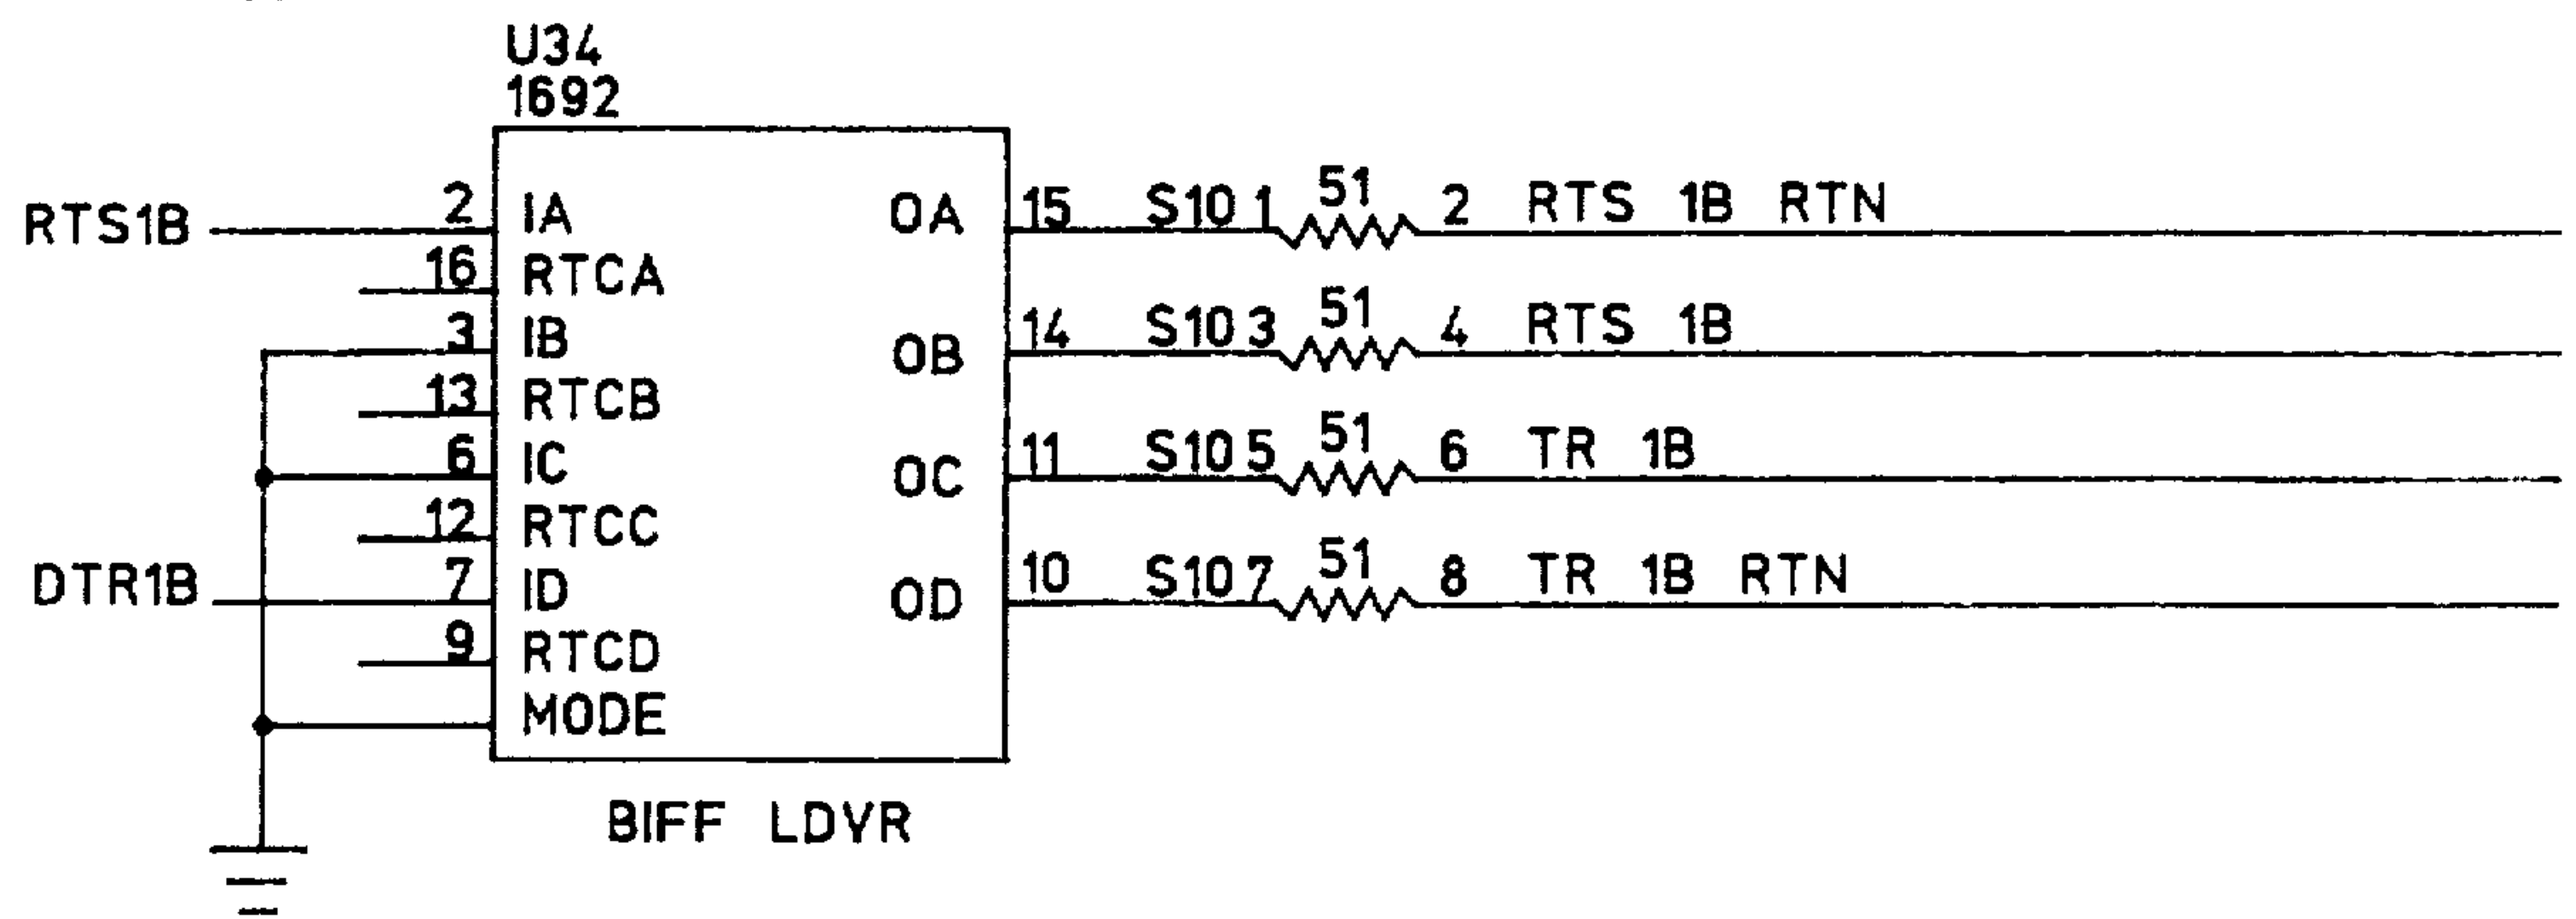 U34
1692
RTS1B 2 IA OA 15 S10 1 51 2 RTS 1B RTN
16 RTCA
3 IB OB 14 S10 3 51 4 RTS 1B
13 RTCB
6 IC OC 11 S10 5 51 6 TR 1B
12 RTCC
DTR1B 7 ID OD 10 S10 7 51 8 TR 1B RTN
9 RTCD
MODE
BIFF LDVR